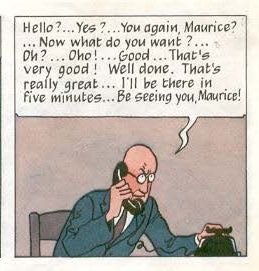 Hello?...Yes?...You again, Maurice?
...Now what do you want?...
Oh?...Oho!...Good...That's
very good! Well done. That's
really great... I'll be there in
five minutes...Be seeing you, Maurice!